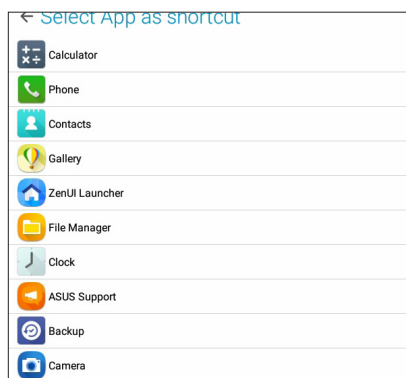 Select App as shortcut
Calculator
Phone
Contacts
Gallery
ZenUI Launcher
File Manager
Clock
ASUS Support
Backup
Camera